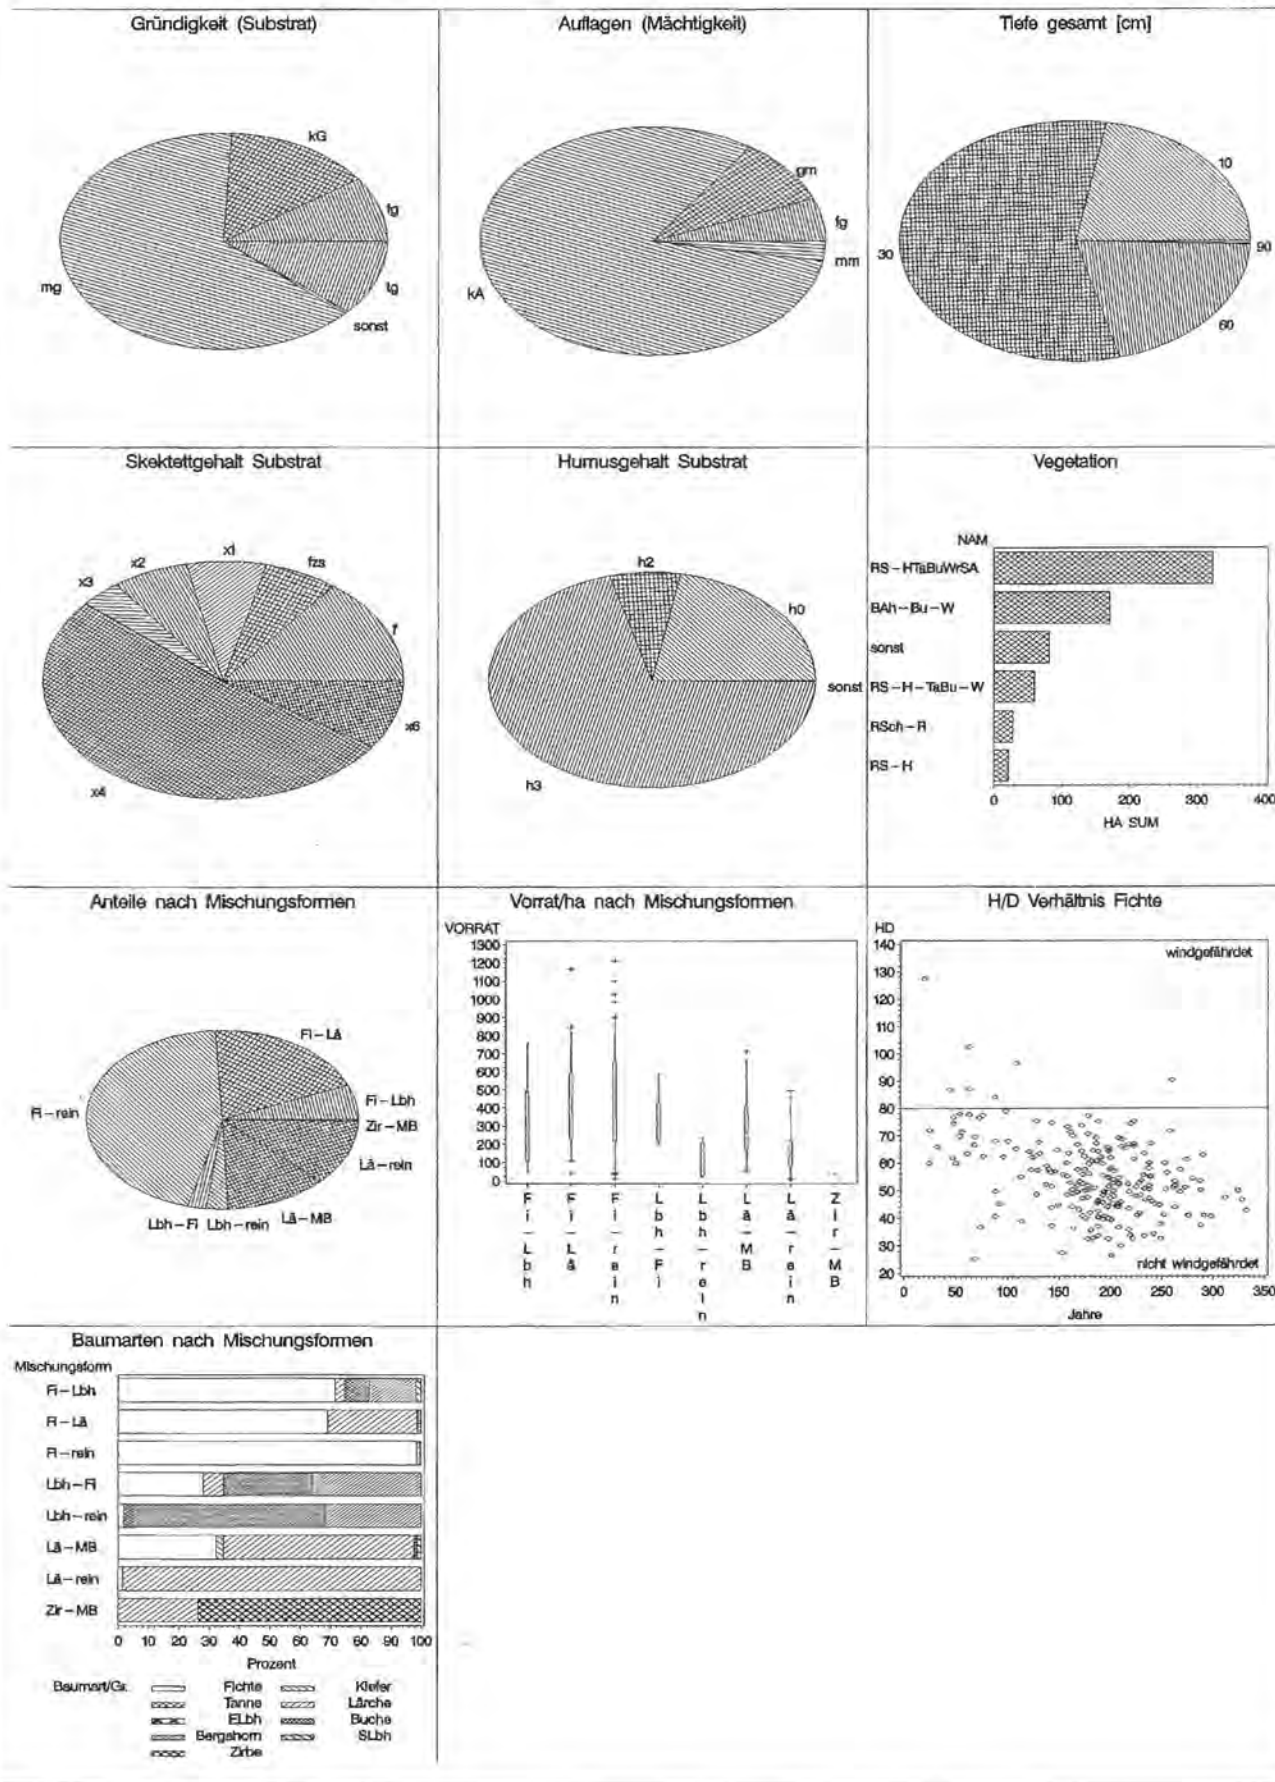 Gründigkeit (Substrat)
kG
fg
tg
sonst
mg
Auflagen (Mächtigkeit)
gm
fg
mm
kA
Tiefe gesamt [cm]
10
90
60
30
Skektettgehalt Substrat
x1
fzs
f
x6
x4
x3
x2
Humusgehalt Substrat
h2
h0
sonst
h3
Vegetation
NAM
RS-HTaBuWrSA
BAh-Bu-W
sonst
RS-H-TaBu-W
RSch-R
RS-H
0 100 200 300 400
HA SUM
Anteile nach Mischungsformen
Fi-Lä
Fi-Lbh
Zir-MB
Lä-rein
Lä-MB
Lbh-rein
Lbh-Fi
Fi-rein
Vorrat/ha nach Mischungsformen
VORRAT
1300
1200
1100
1000
900
800
700
600
500
400
300
200
100
0
Fi-Lbh
Fi-Lä
Fi-rein
Lbh-Fi
Lbh-rein
Lä-MB
Lä-rein
Zir-MB
H/D Verhältnis Fichte
HD
140
130
120
110
100
90
80
70
60
50
40
30
20
windgefährdet
nicht windgefährdet
0 50 100 150 200 250 300 350
Jahre
Baumarten nach Mischungsformen
Mischungsform
Fi-Lbh
Fi-Lä
Fi-rein
Lbh-Fi
Lbh-rein
Lä-MB
Lä-rein
Zir-MB
0 10 20 30 40 50 60 70 80 90 100
Prozent
Baumart/Gr. Fichte Kiefer
Tanne Lärche
ELbh Buche
Bergahorn SLbh
Zirbe